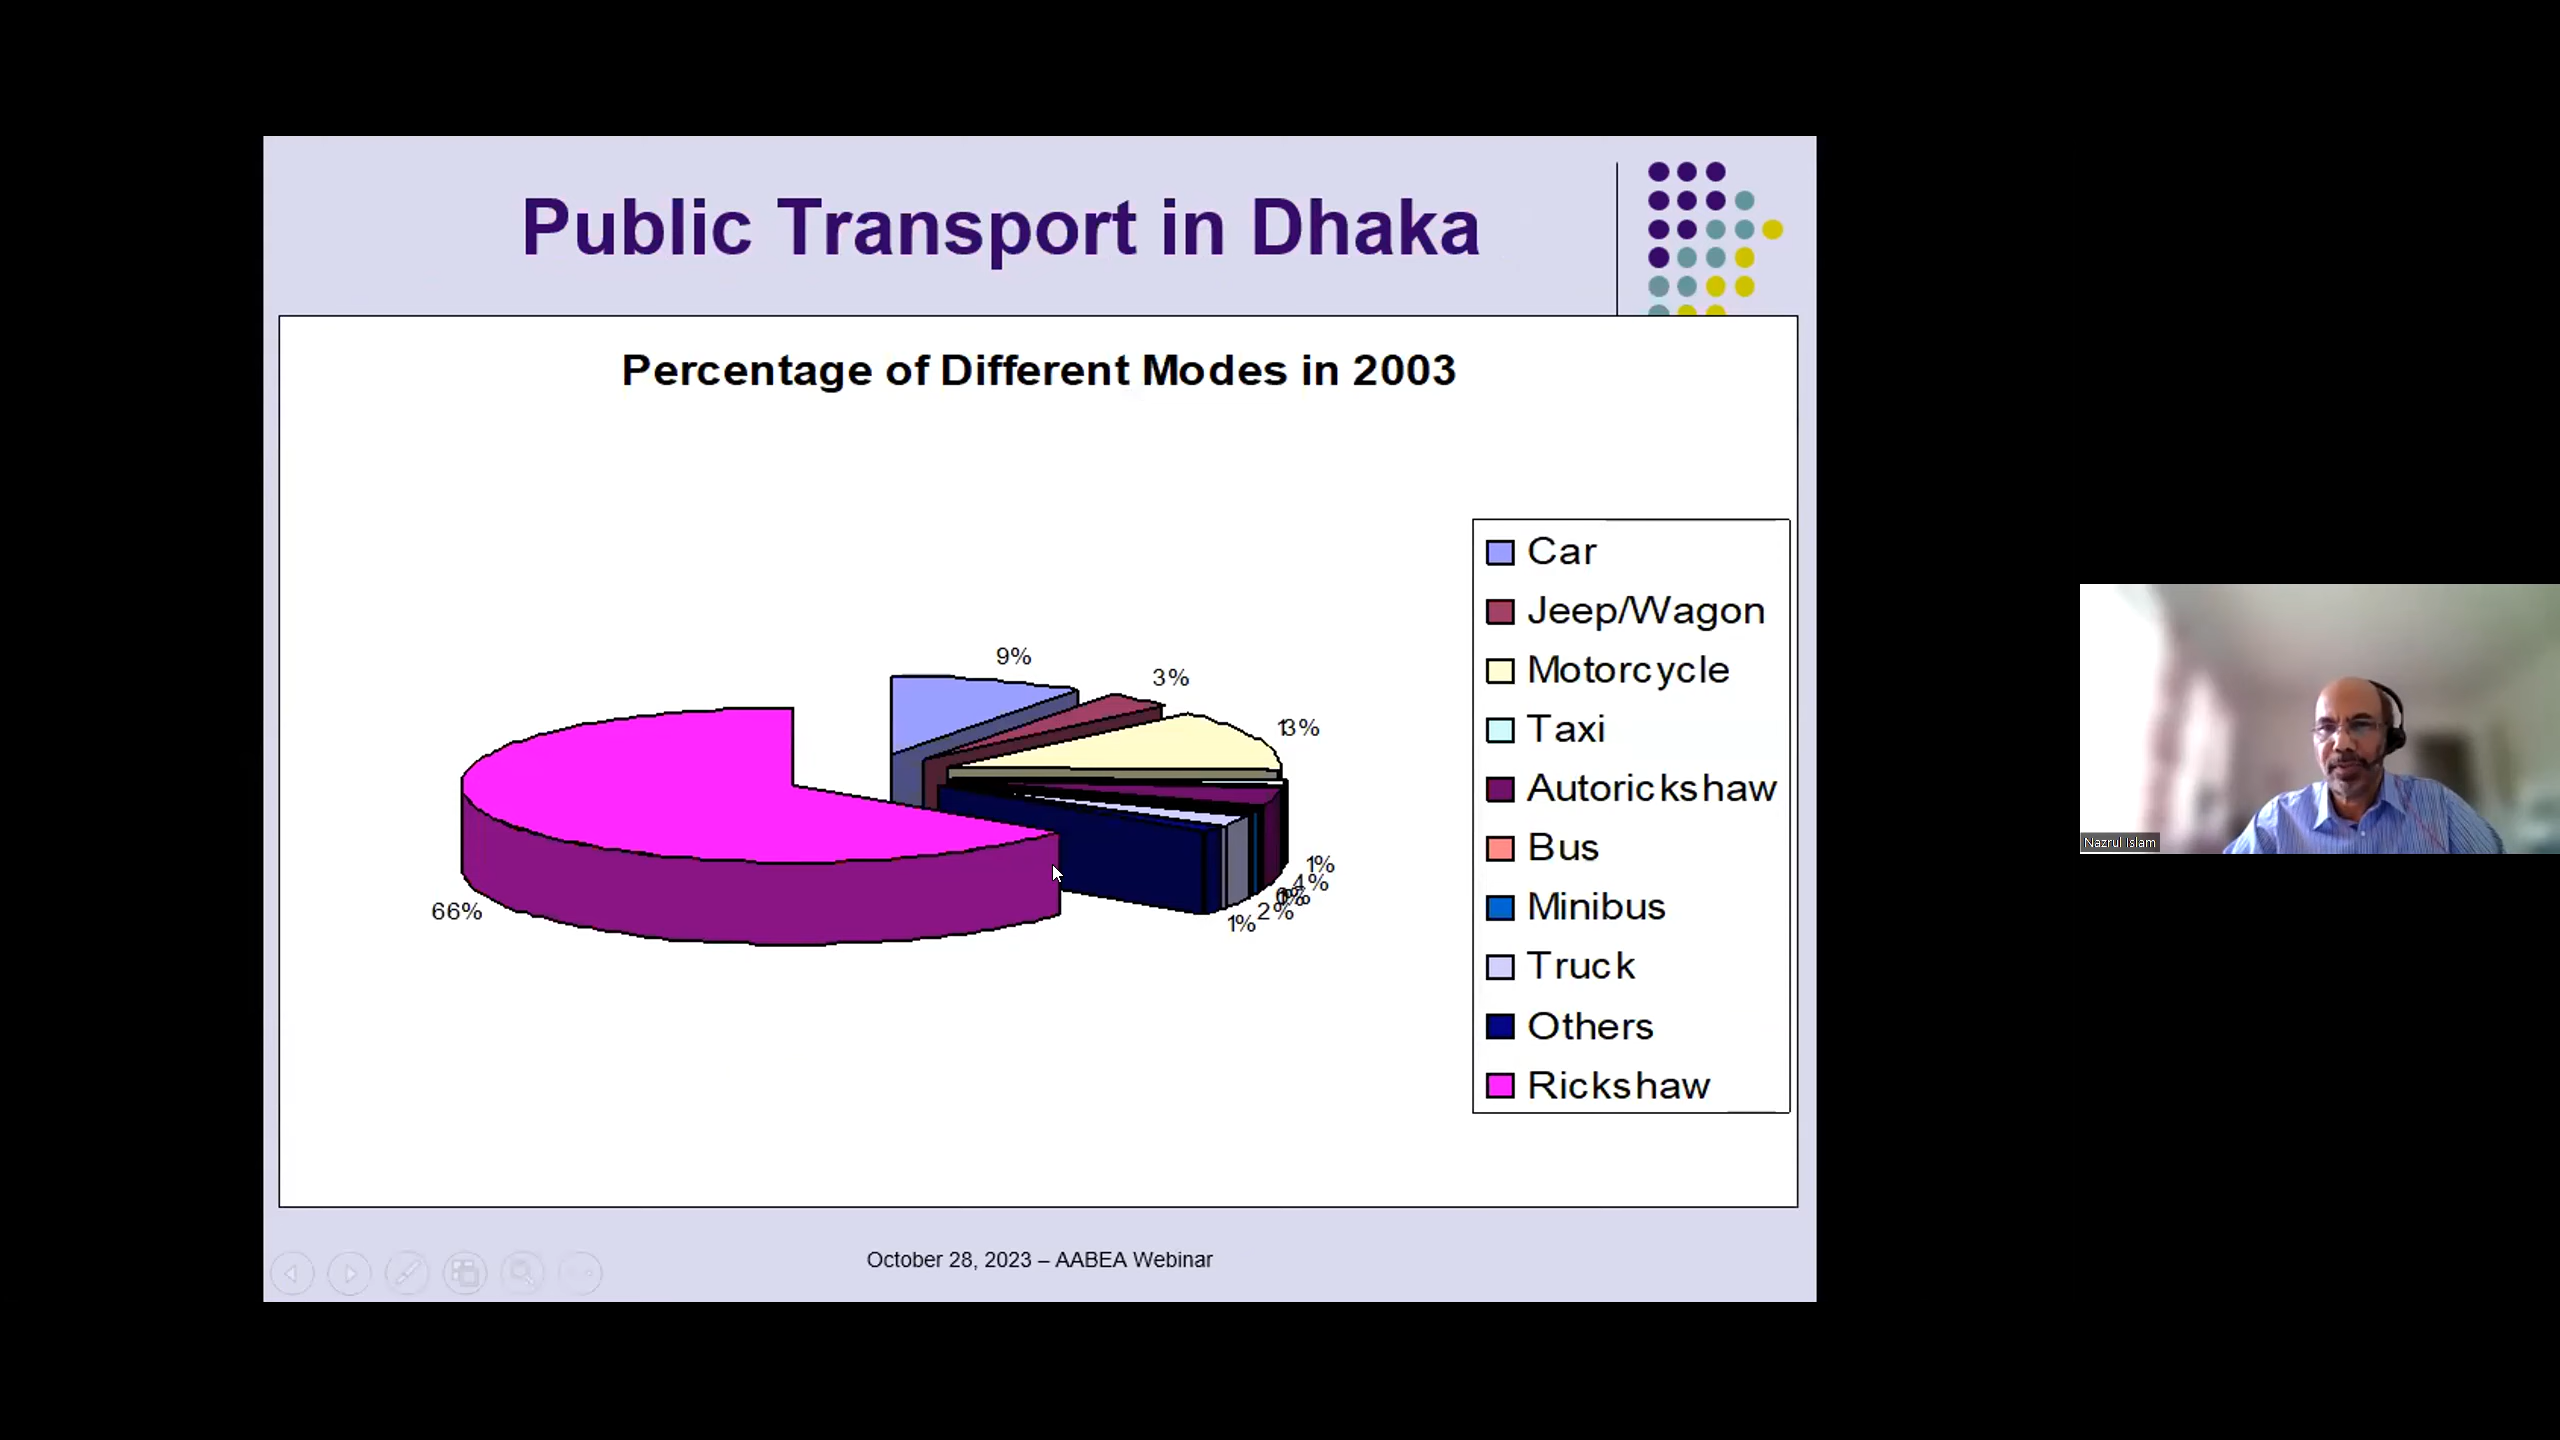 Public Transport in Dhaka
Percentage of Different Modes in 2003
9%
3%
13%
1%
4%
2%
1%
66%
Car
Jeep/Wagon
Motorcycle
Taxi
Autorickshaw
Bus
Minibus
Truck
Others
Rickshaw
Nazrul Islam
October 28, 2023 – AABEA Webinar